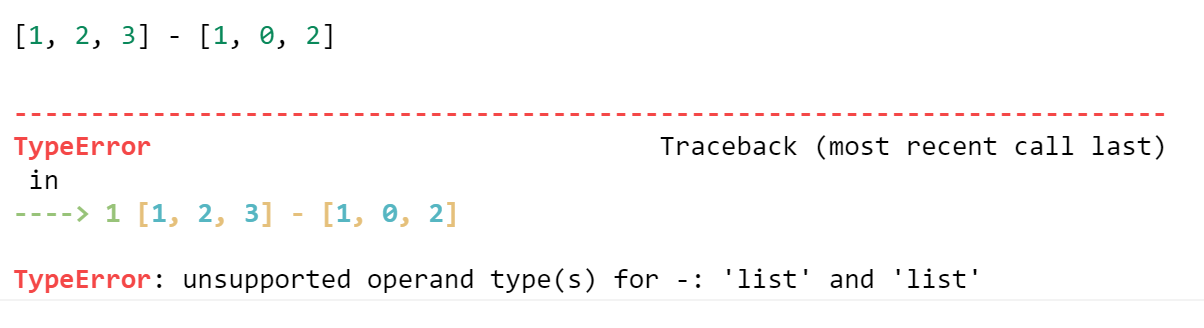 [1, 2, 3] - [1, 0, 2]
---------------------------------------------------------------------------
TypeError                                 Traceback (most recent call last)
 in
----> 1 [1, 2, 3] - [1, 0, 2]
TypeError: unsupported operand type(s) for -: 'list' and 'list'